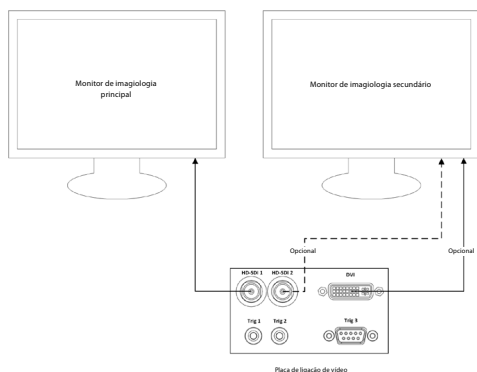 Monitor de imagiologia
principal
Monitor de imagiologia secundário
Opcional
Opcional
HD-SDI 1
HD-SDI 2
DUI
Trig 1
Trig 2
Trig 3
Placa de ligação de vídeo